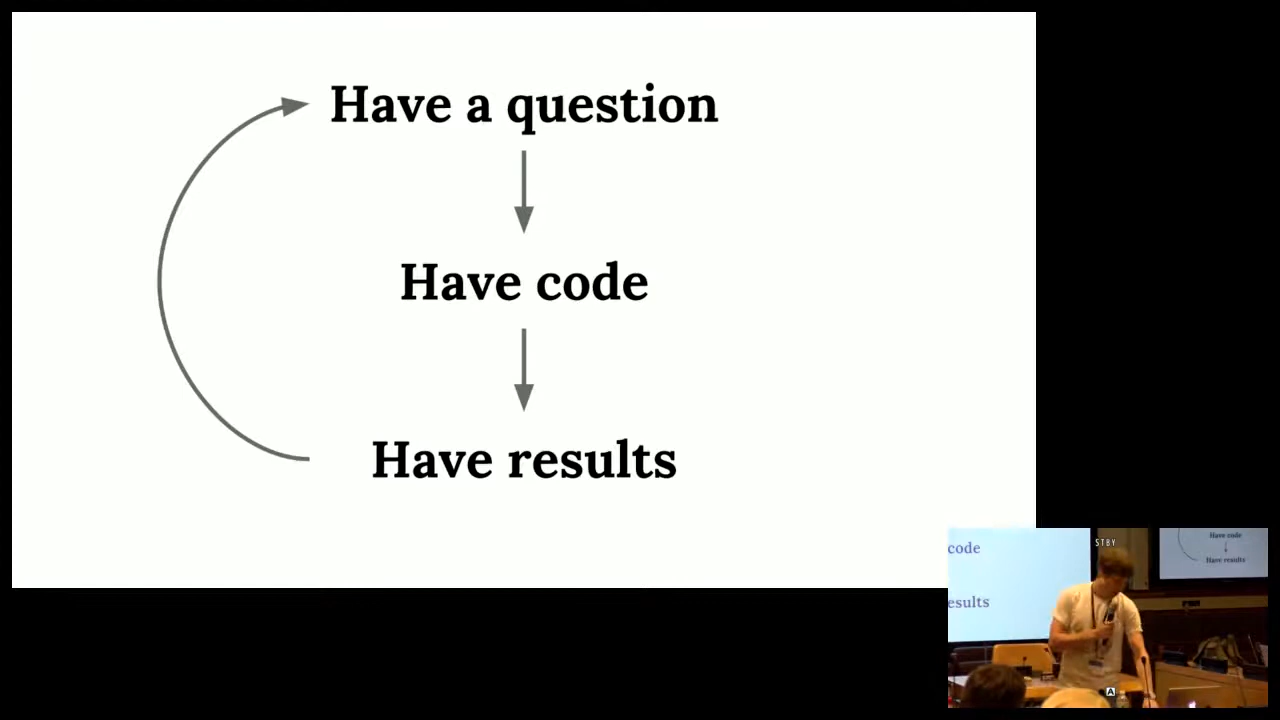 Have a question
Have code
Have results
code
esults
STBY
Have code
Have results
A